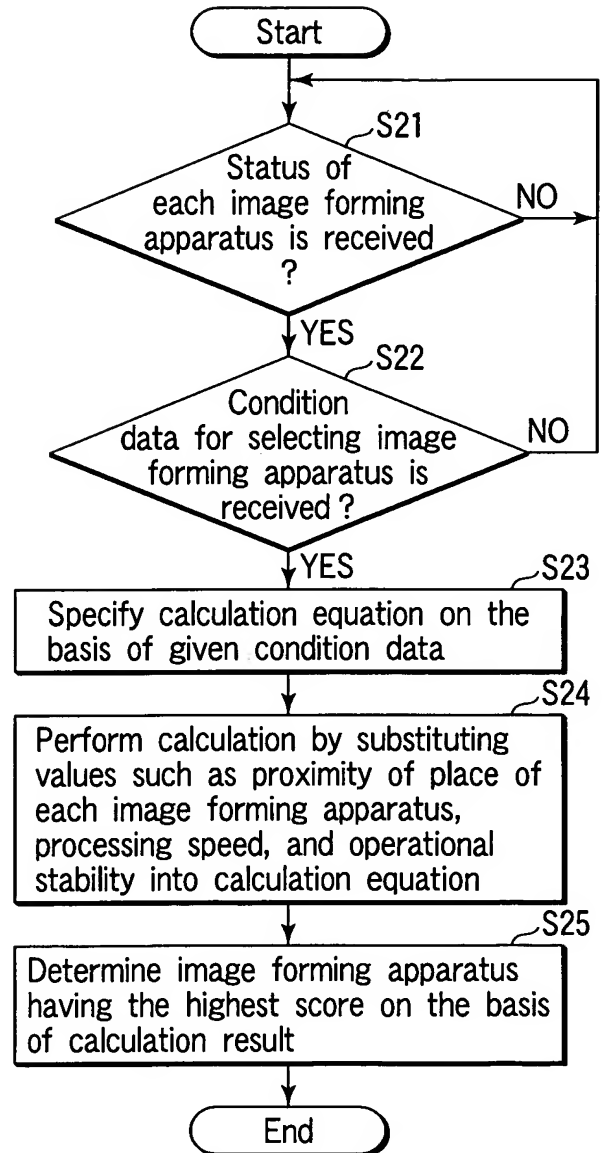 Start
S21
Status of
each image forming
apparatus is received
?
NO
YES
S22
Condition
data for selecting image
forming apparatus is
received ?
NO
YES
S23
Specify calculation equation on the
basis of given condition data
S24
Perform calculation by substituting
values such as proximity of place of
each image forming apparatus,
processing speed, and operational
stability into calculation equation
S25
Determine image forming apparatus
having the highest score on the basis
of calculation result
End